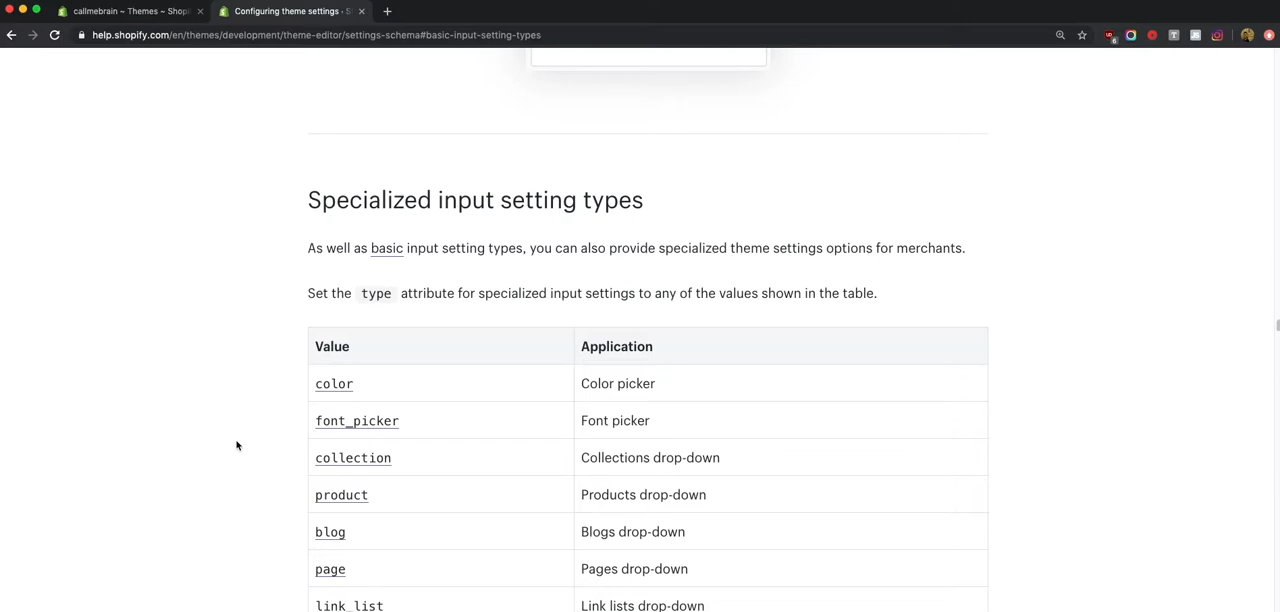 callmebrain ~ Themes ~ Shopi
Configuring theme settings · S
help.shopify.com/en/themes/development/theme-editor/settings-schema#basic-input-setting-types
Specialized input setting types
As well as basic input setting types, you can also provide specialized theme settings options for merchants.
Set the type attribute for specialized input settings to any of the values shown in the table.
Value Application
color Color picker
font_picker Font picker
collection Collections drop-down
product Products drop-down
blog Blogs drop-down
page Pages drop-down
link_list Link lists drop-down